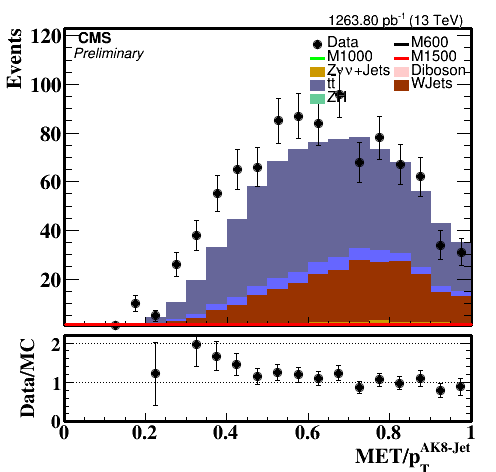 1263.80 pb⁻¹ (13 TeV)
CMS
Preliminary
Data
M600
M1000
M1500
Zνν+Jets
Diboson
tt
WJets
ZH
Events
120
100
80
60
40
20
Data/MC
2
1
0
0 0.2 0.4 0.6 0.8 1
MET/p_T^AK8-Jet